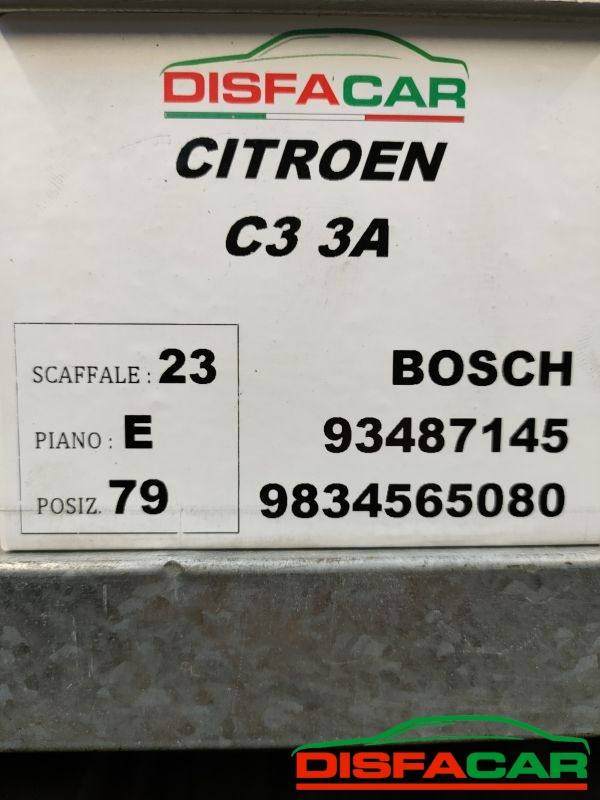 DISFACAR
CITROEN
C3 3A
SCAFFALE : 23
PIANO : E
POSIZ. 79
BOSCH
93487145
9834565080
DISFACAR